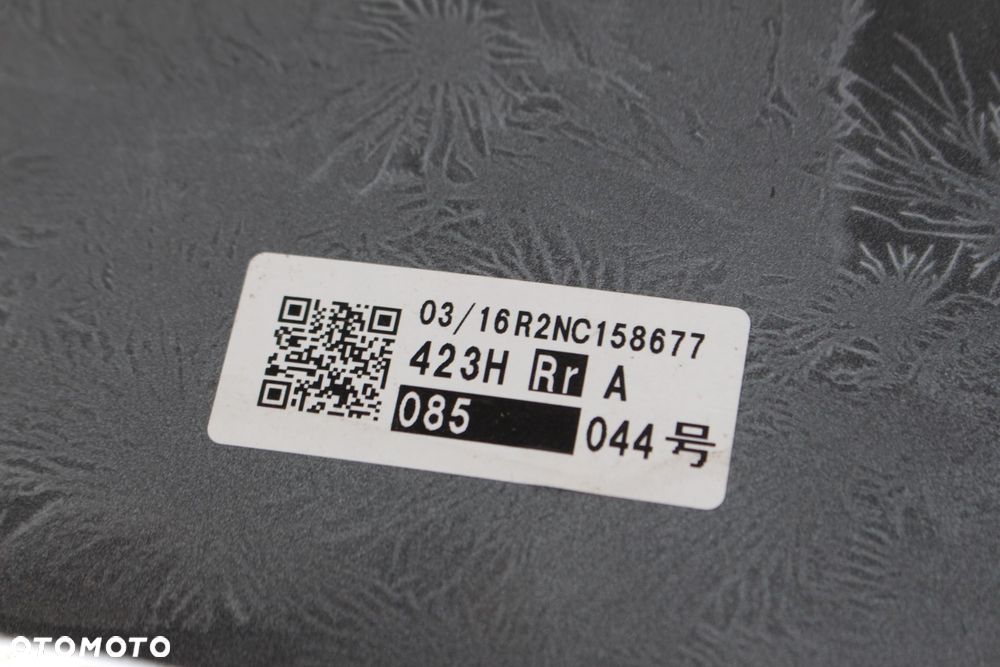 03/16R2NC158677
423H Rr A
085 044号
OTOMOTO